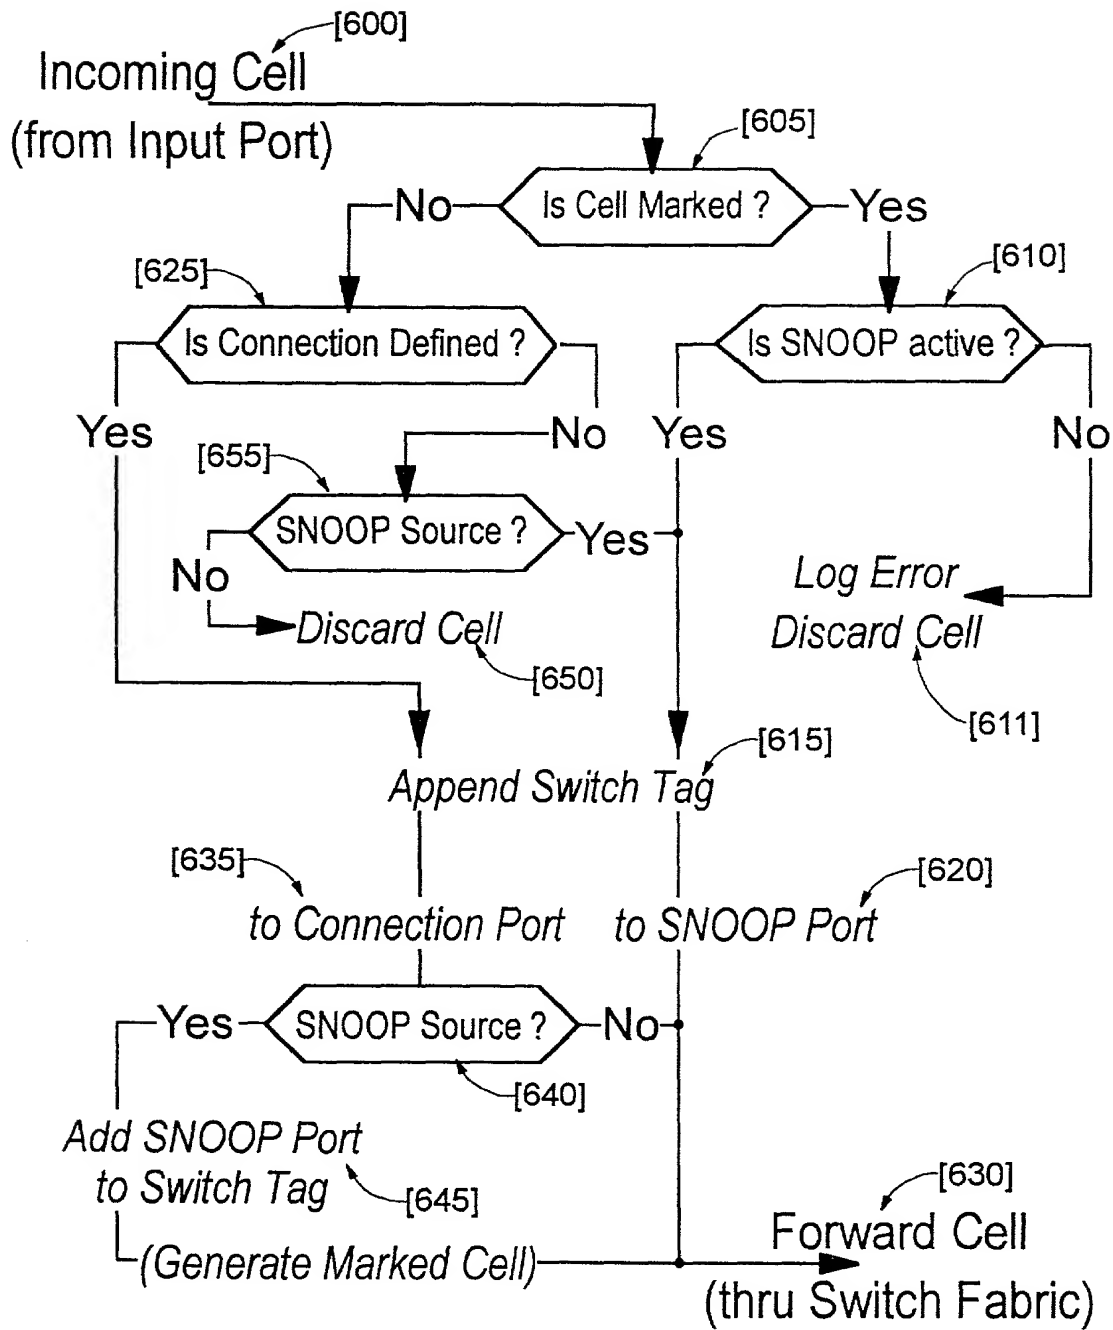 [600]
Incoming Cell
(from Input Port)
[605]
Is Cell Marked ?
No
Yes
[625]
[610]
Is Connection Defined ?
Is SNOOP active ?
Yes
No
Yes
No
[655]
SNOOP Source ?
Yes
No
Discard Cell
[650]
Log Error
Discard Cell
[611]
[615]
Append Switch Tag
[635]
[620]
to Connection Port
to SNOOP Port
Yes
SNOOP Source ?
No
[640]
Add SNOOP Port
to Switch Tag
[645]
(Generate Marked Cell)
[630]
Forward Cell
(thru Switch Fabric)